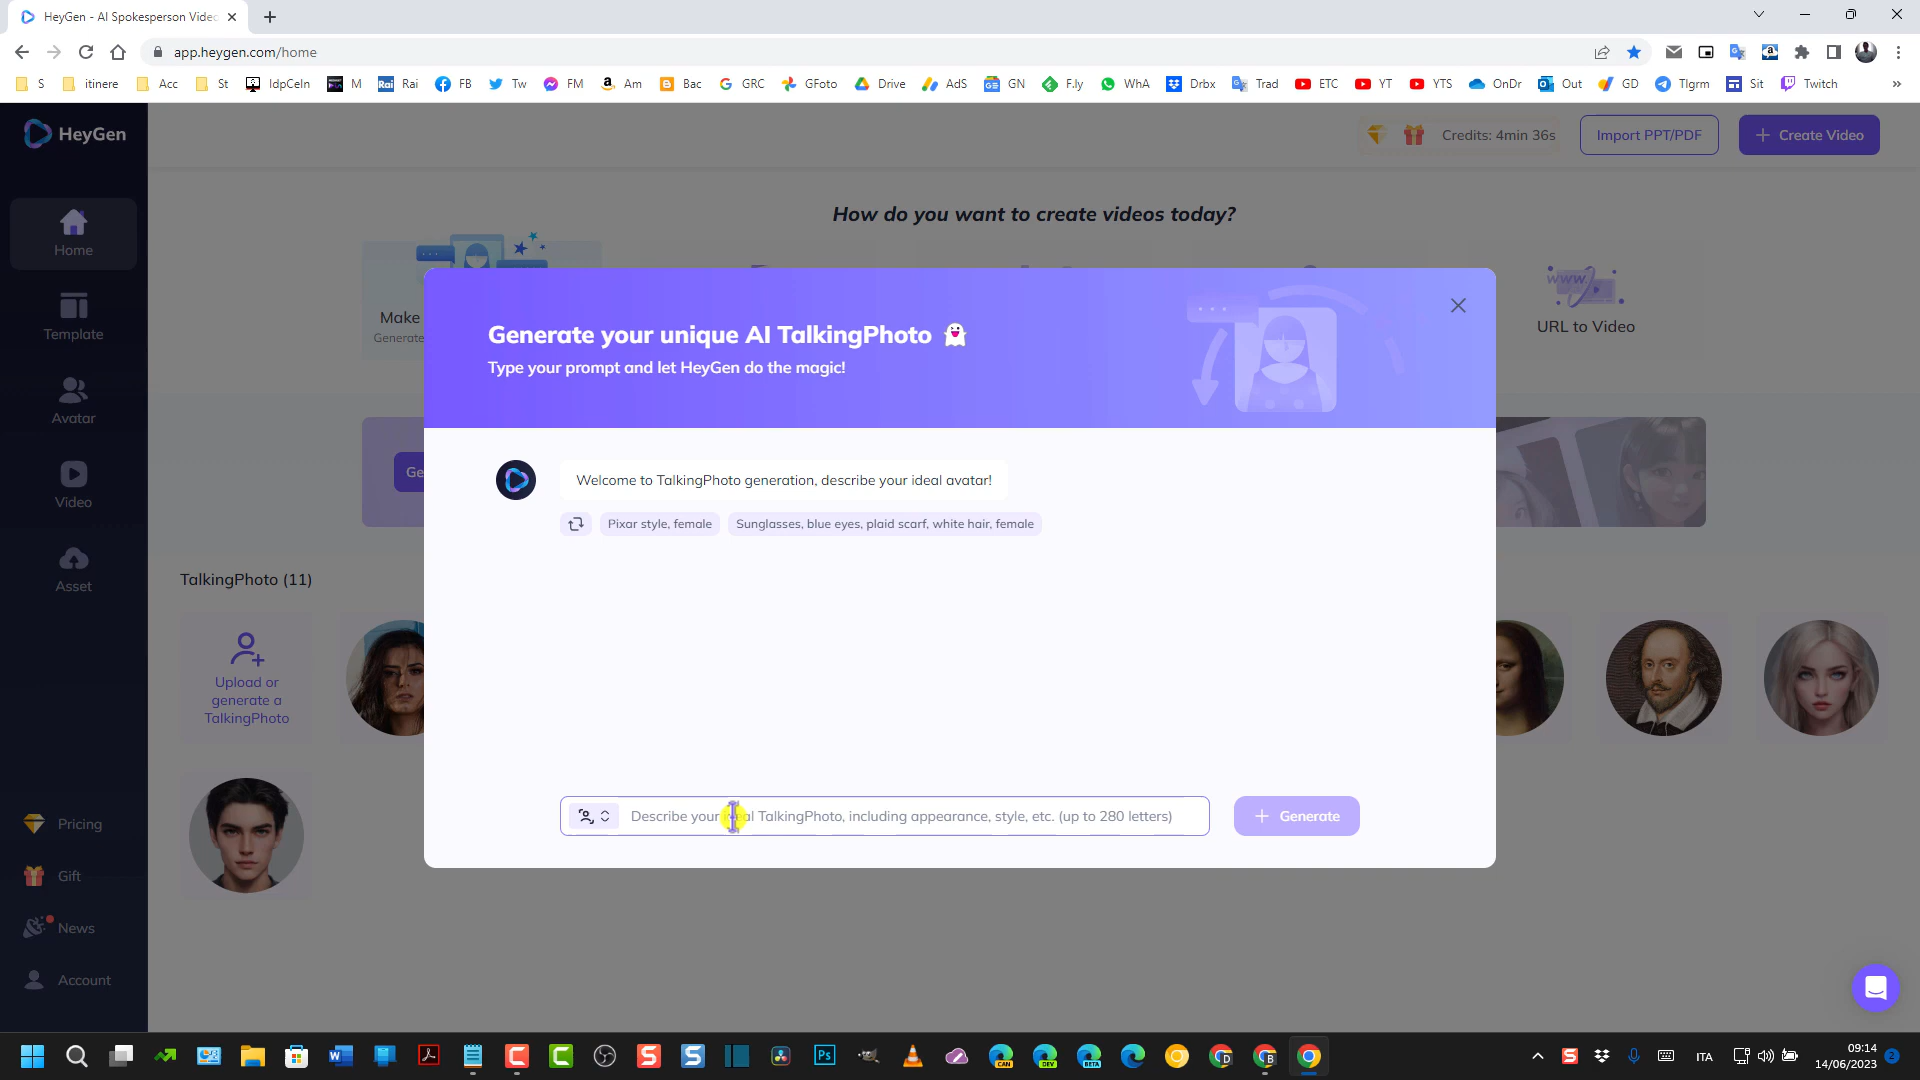 HeyGen - AI Spokesperson Videc
app.heygen.com/home
S itinere Acc St IdpCeIn M Rai FB Tw FM Am Bac GRC GFoto Drive AdS GN F.ly WhA Drbx Trad ETC YT YTS OnDr Out GD Tlgrm Sit Twitch »
HeyGen
Credits: 4min 36s
Import PPT/PDF
+ Create Video
Home
Template
Avatar
Video
Asset
Pricing
Gift
News
Account
How do you want to create videos today?
Make
Generate
URL to Video
Ge
Generate your unique AI TalkingPhoto
Type your prompt and let HeyGen do the magic!
Welcome to TalkingPhoto generation, describe your ideal avatar!
Pixar style, female
Sunglasses, blue eyes, plaid scarf, white hair, female
Describe your ideal TalkingPhoto, including appearance, style, etc. (up to 280 letters)
+ Generate
TalkingPhoto (11)
Upload or
generate a
TalkingPhoto
CAN DEV BETA D B
ITA
09:14
14/06/2023
2